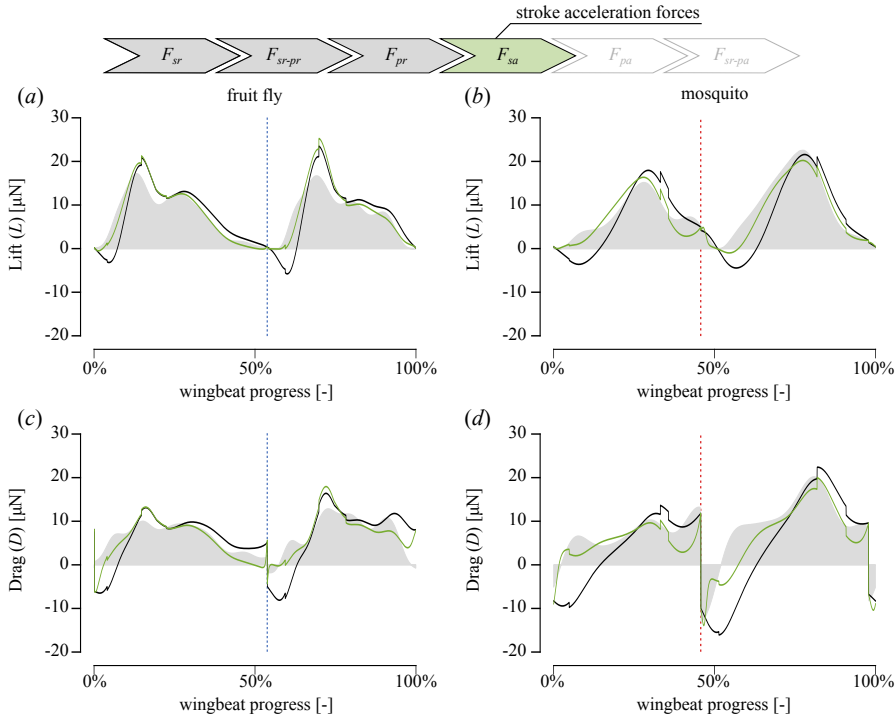 stroke acceleration forces
F_sr F_sr-pr F_pr F_sa F_pa F_sr-pa
(a) fruit fly (b) mosquito
30 30
20 20
10 10
0 0
-10 -10
-20 -20
Lift (L) [µN] Lift (L) [µN]
0% 50% 100% 0% 50% 100%
wingbeat progress [-] wingbeat progress [-]
(c) (d)
30 30
20 20
10 10
0 0
-10 -10
-20 -20
Drag (D) [µN] Drag (D) [µN]
0% 50% 100% 0% 50% 100%
wingbeat progress [-] wingbeat progress [-]